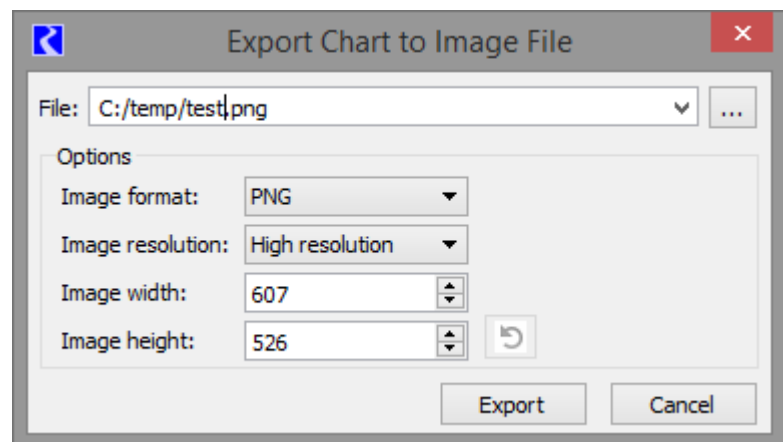 Export Chart to Image File
File: C:/temp/test.png ...
Options
Image format: PNG
Image resolution: High resolution
Image width: 607
Image height: 526
Export Cancel